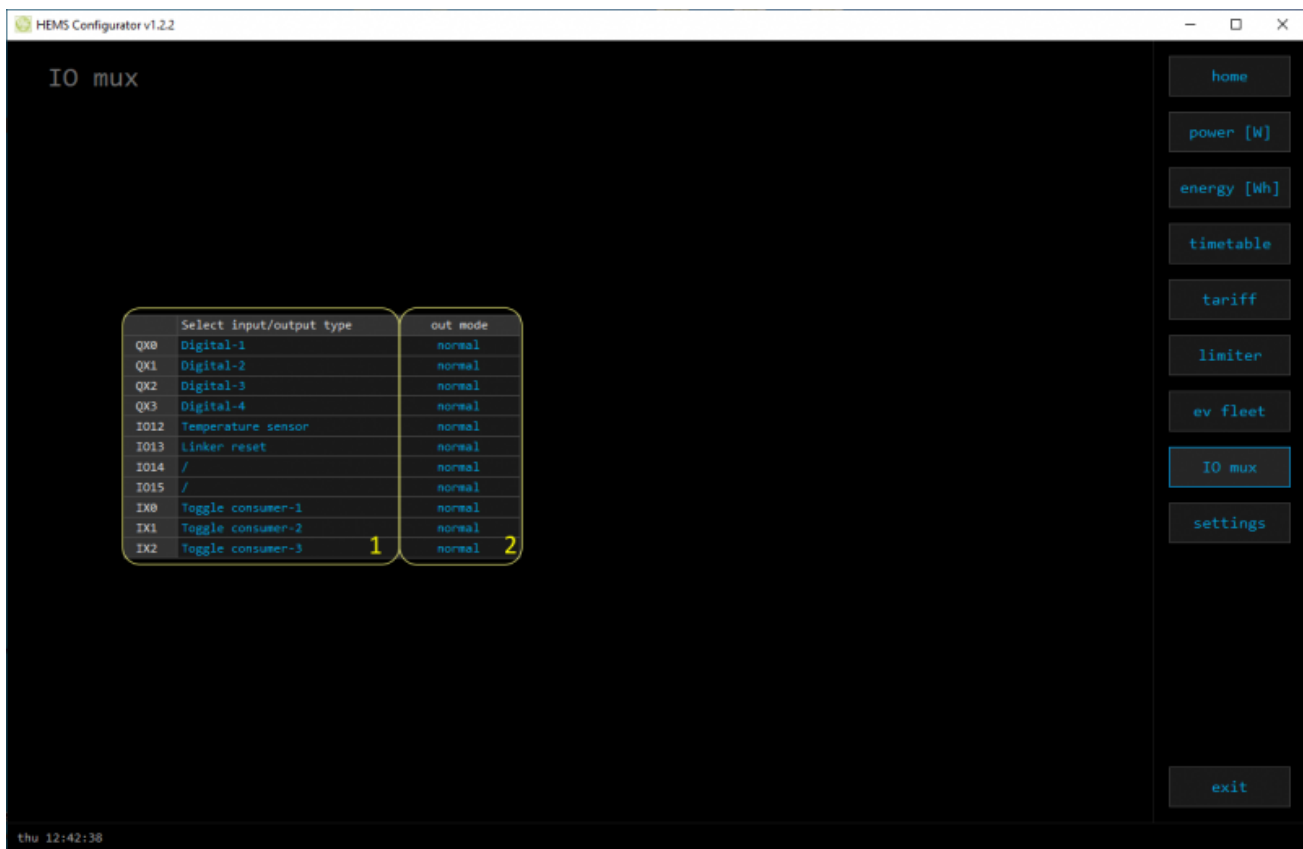 HEMS Configurator v1.2.2
IO mux
home
power [W]
energy [Wh]
timetable
tariff
limiter
ev fleet
IO mux
settings
exit
Select input/output type out mode
QX0 Digital-1 normal
QX1 Digital-2 normal
QX2 Digital-3 normal
QX3 Digital-4 normal
IO12 Temperature sensor normal
IO13 Linker reset normal
IO14 / normal
IO15 / normal
IX0 Toggle consumer-1 normal
IX1 Toggle consumer-2 normal
IX2 Toggle consumer-3 1 normal 2
thu 12:42:38